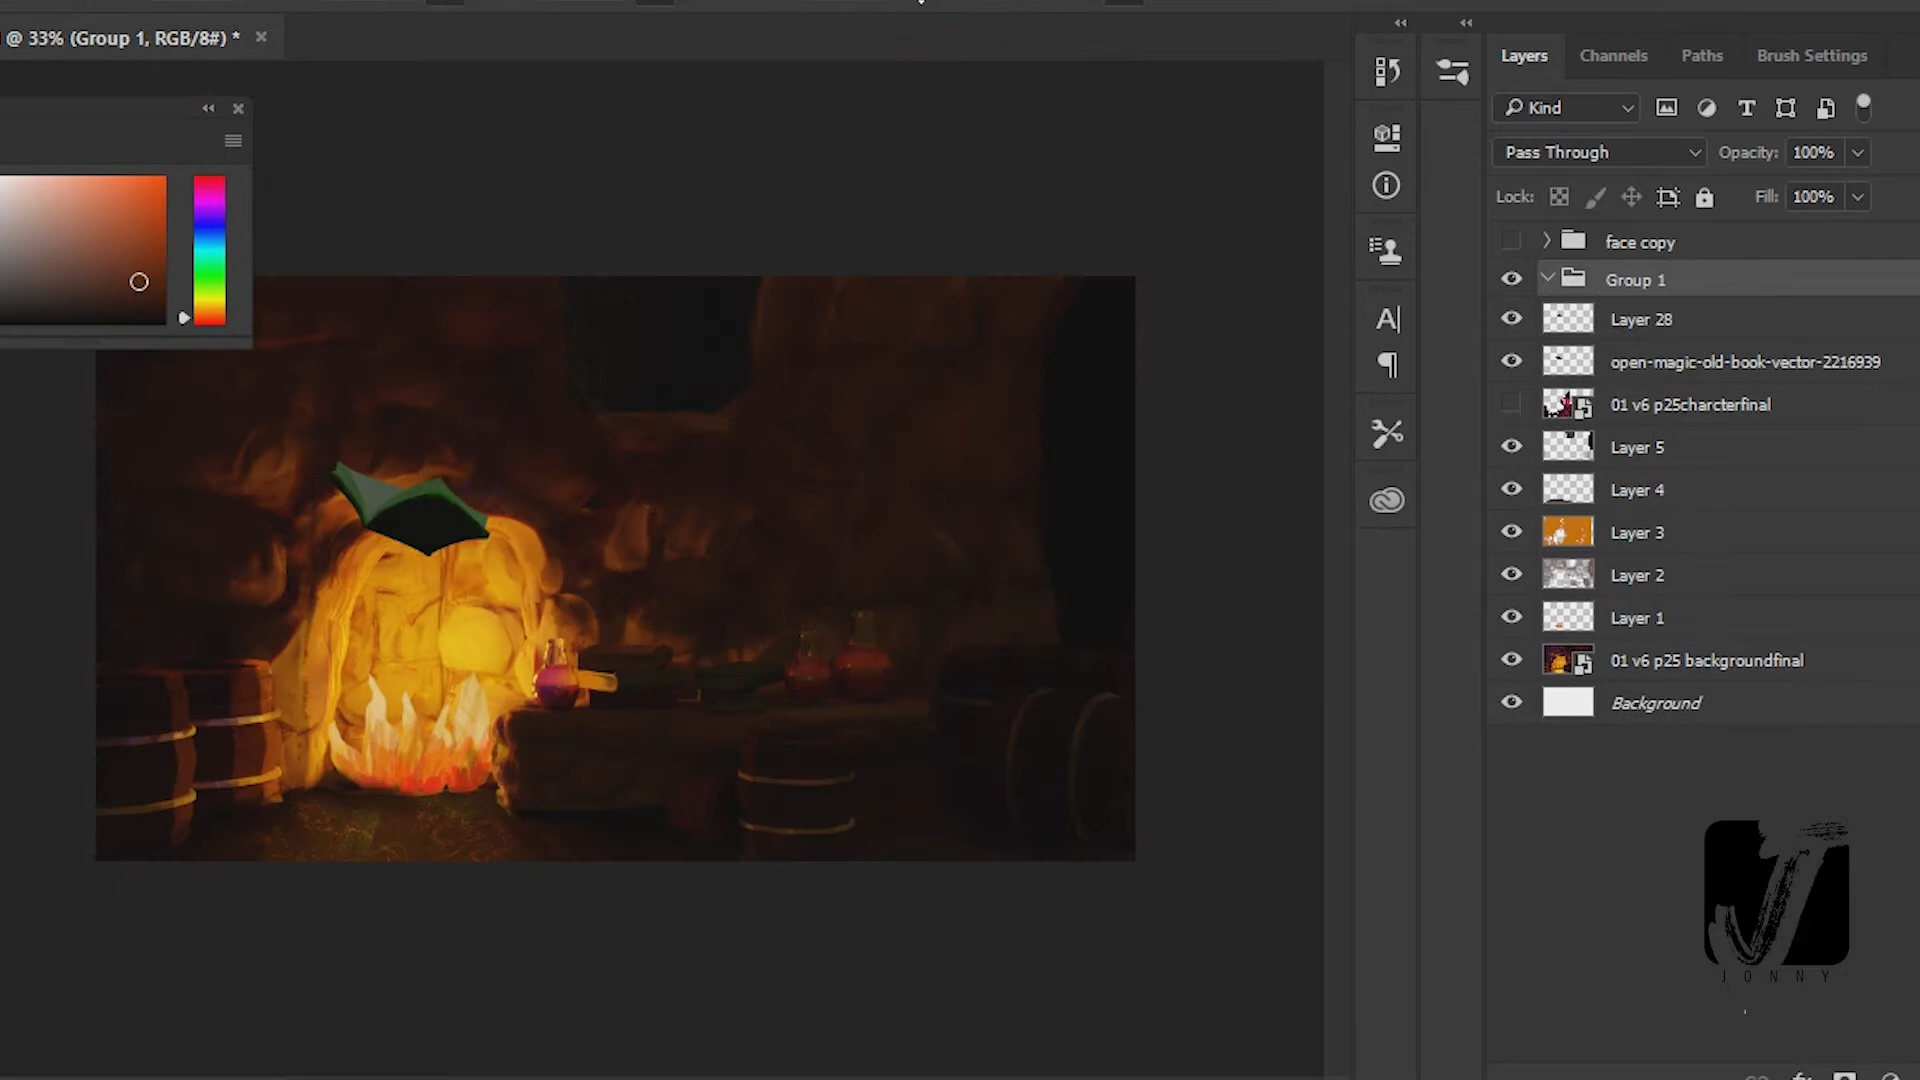 @ 33% (Group 1, RGB/8#) *
Layers Channels Paths Brush Settings
Kind
Pass Through Opacity: 100%
Lock: Fill: 100%
face copy
Group 1
Layer 28
open-magic-old-book-vector-2216939
01 v6 p25charcterfinal
Layer 5
Layer 4
Layer 3
Layer 2
Layer 1
01 v6 p25 backgroundfinal
Background
JONNY